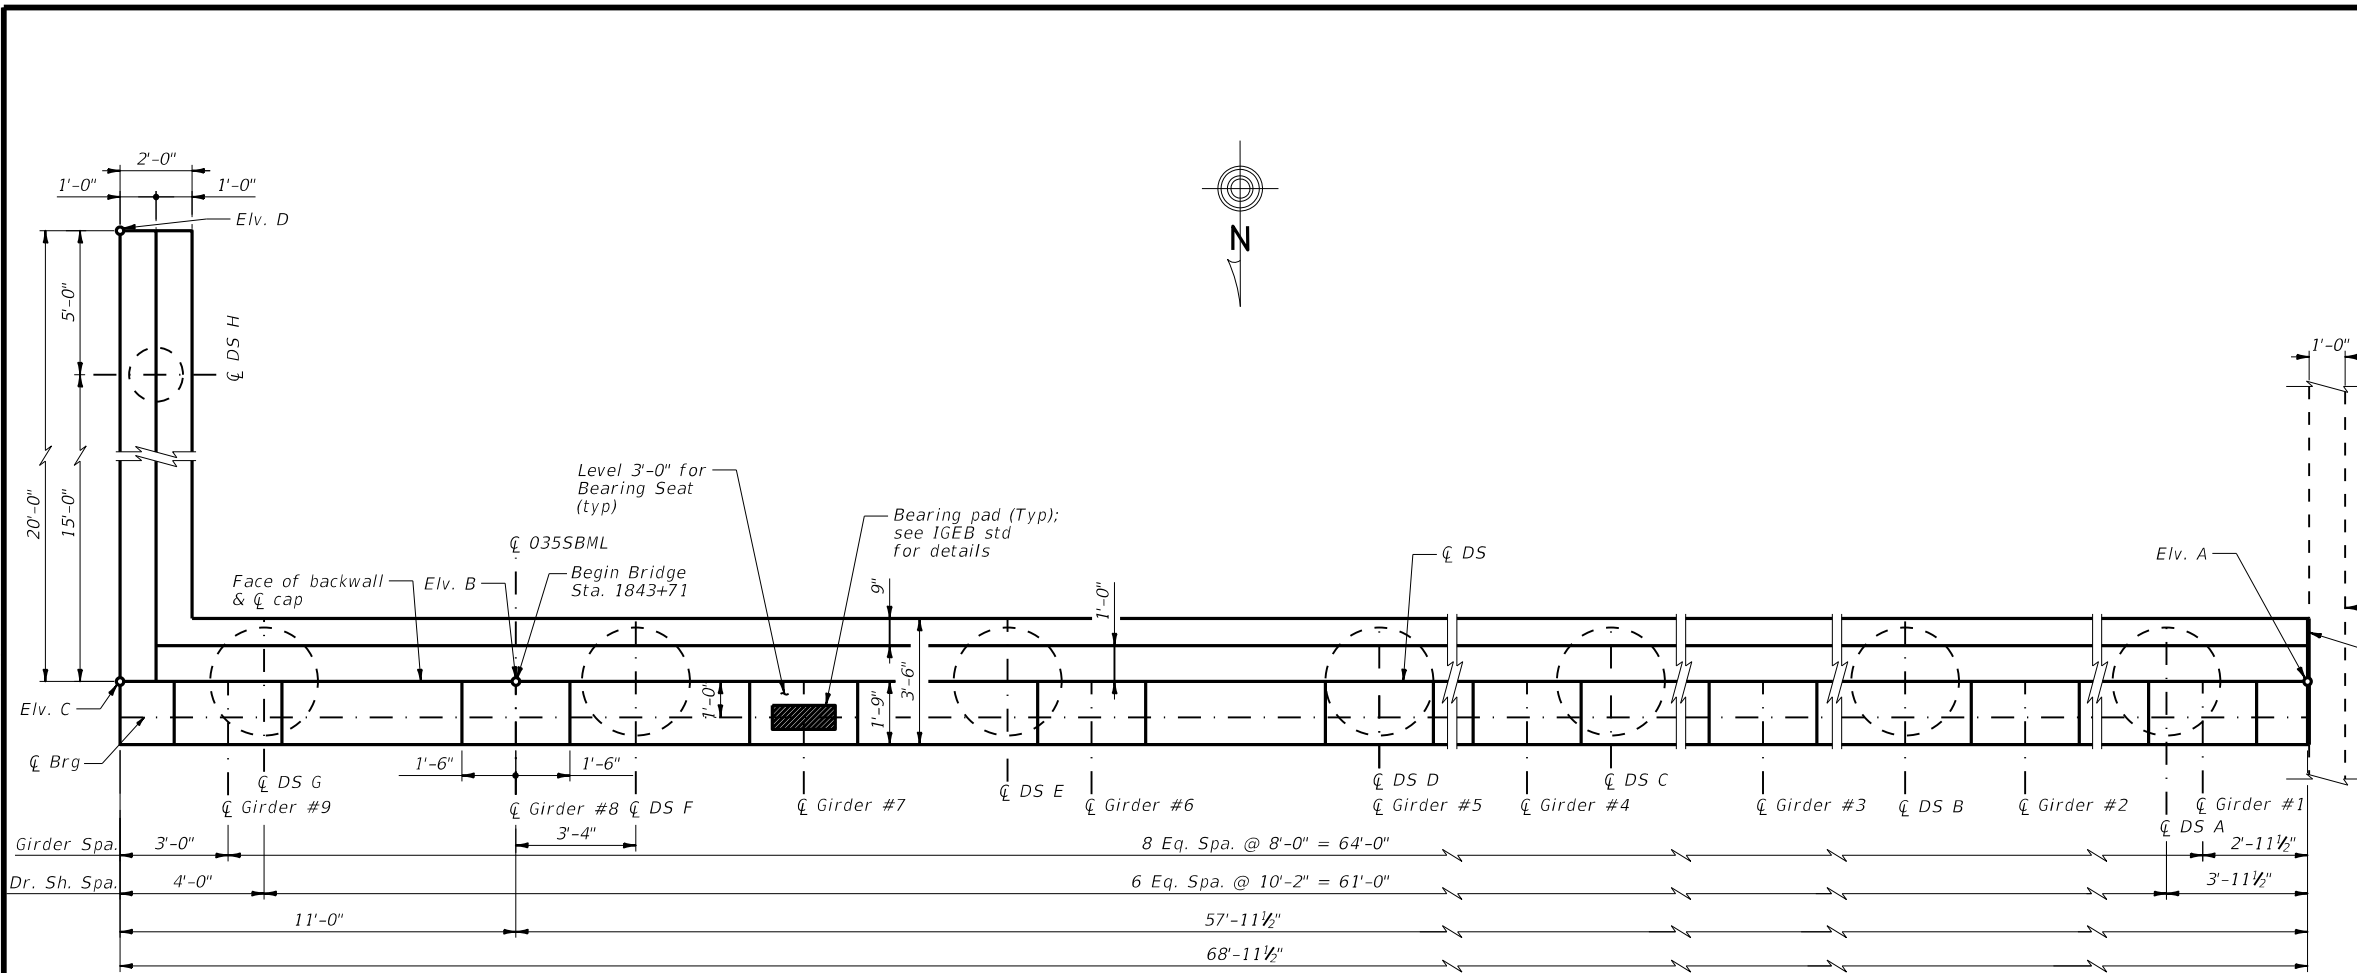 2'-0"
1'-0"
1'-0"
Elv. D
N
5'-0"
℄ DS H
1'-0"
20'-0"
15'-0"
Level 3'-0" for
Bearing Seat
(typ)
Bearing pad (Typ);
see IGEB std
for details
℄ 035SBML
℄ DS
Elv. A
Face of backwall
& ℄ cap
Elv. B
Begin Bridge
Sta. 1843+71
9"
1'-0"
3'-6"
1'-0"
1'-9"
Elv. C
℄ Brg
1'-6"
1'-6"
℄ DS G
℄ Girder #9
℄ Girder #8
℄ DS F
℄ Girder #7
℄ DS E
℄ Girder #6
℄ DS D
℄ Girder #5
℄ Girder #4
℄ DS C
℄ Girder #3
℄ DS B
℄ Girder #2
℄ Girder #1
℄ DS A
3'-4"
Girder Spa.
3'-0"
8 Eq. Spa. @ 8'-0" = 64'-0"
2'-11½"
Dr. Sh. Spa.
4'-0"
6 Eq. Spa. @ 10'-2" = 61'-0"
3'-11½"
11'-0"
57'-11½"
68'-11½"